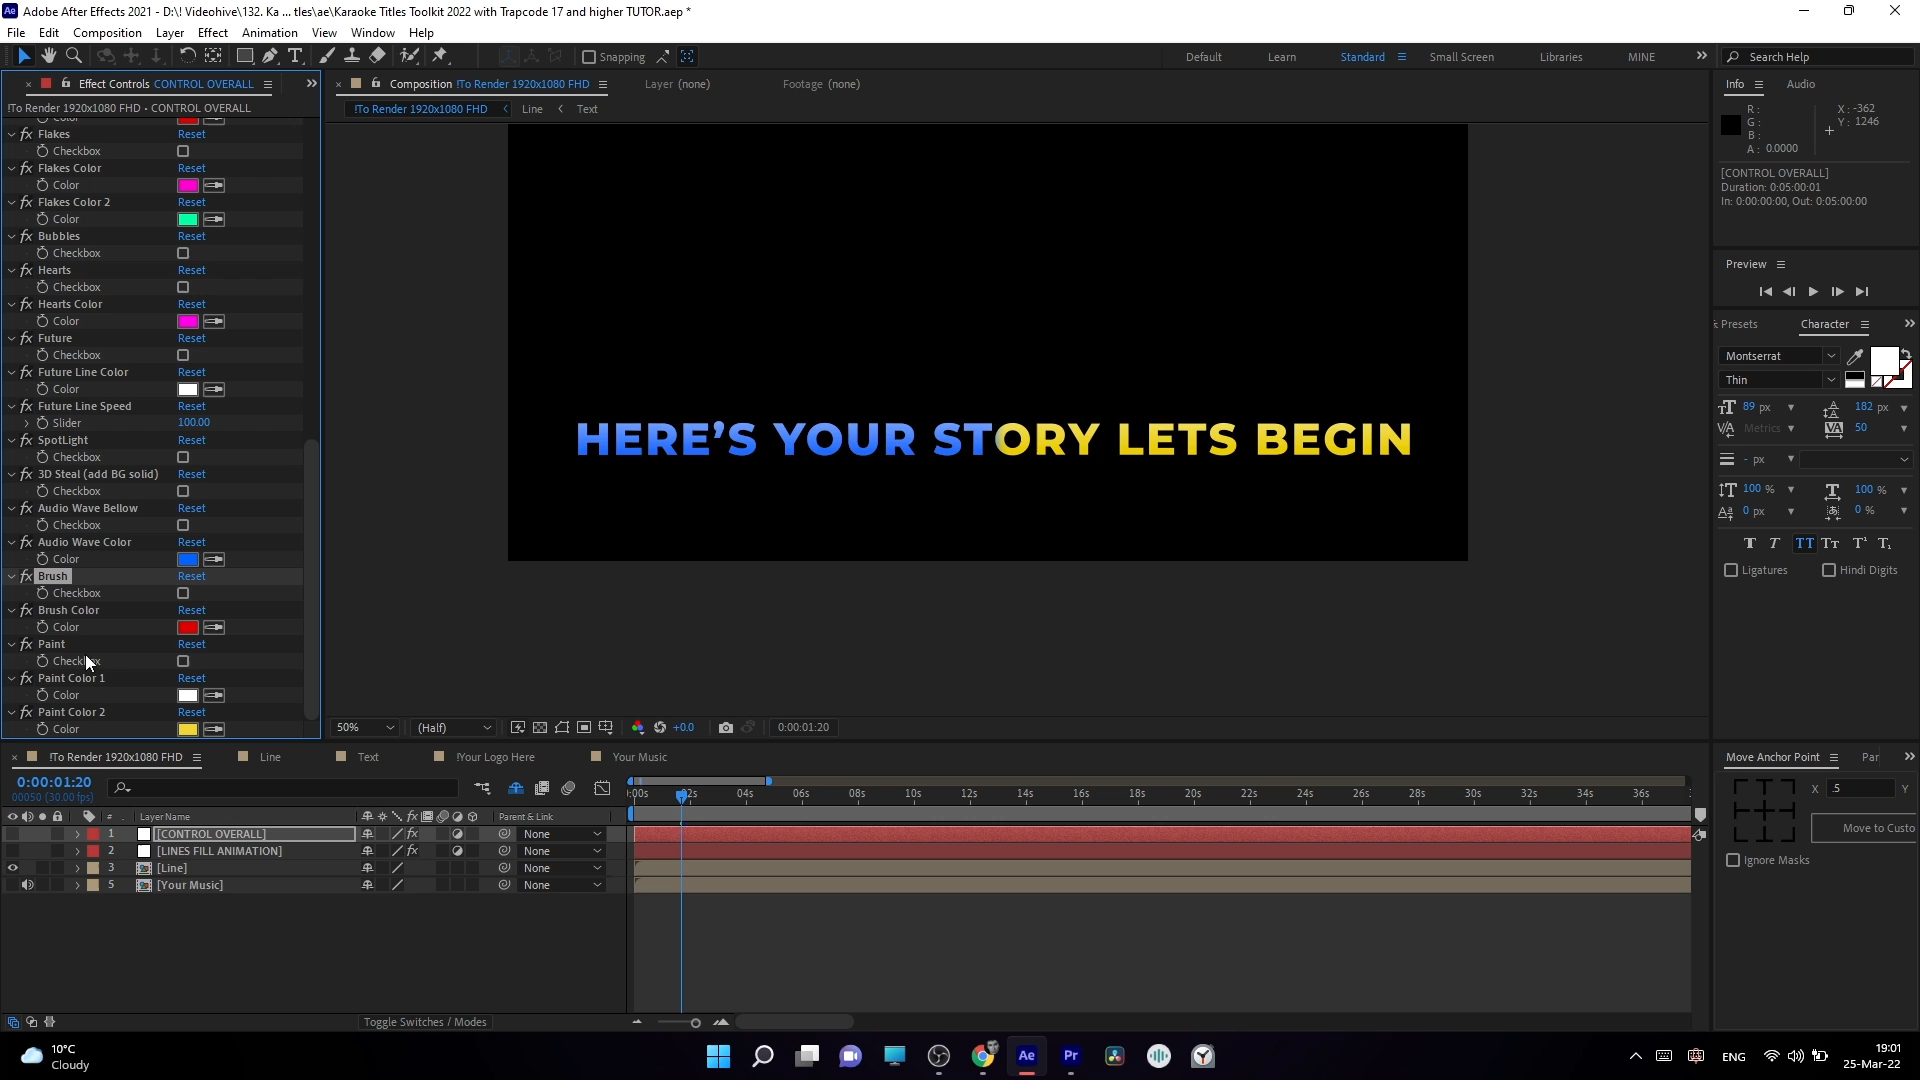 Adobe After Effects 2021 - D:\! Videohive\132. Ka ... tles\ae\Karaoke Titles Toolkit 2022 with Trapcode 17 and higher TUTOR.aep *
File Edit Composition Layer Effect Animation View Window Help
Snapping
Default Learn Standard Small Screen Libraries MINE
Search Help
Effect Controls CONTROL OVERALL
Composition !To Render 1920x1080 FHD
Layer (none)
Footage (none)
Info Audio
!To Render 1920x1080 FHD • CONTROL OVERALL
!To Render 1920x1080 FHD Line Text
R:
G:
B:
A: 0.0000
X: -362
Y: 1246
[CONTROL OVERALL]
Duration: 0:05:00:01
In: 0:00:00:00, Out: 0:05:00:00
Color
Flakes Reset
Checkbox
Flakes Color Reset
Color
Flakes Color 2 Reset
Color
Bubbles Reset
Checkbox
Hearts Reset
Checkbox
Hearts Color Reset
Color
Future Reset
Checkbox
Future Line Color Reset
Color
Future Line Speed Reset
Slider 100.00
SpotLight Reset
Checkbox
3D Steal (add BG solid) Reset
Checkbox
Audio Wave Bellow Reset
Checkbox
Audio Wave Color Reset
Color
Brush Reset
Checkbox
Brush Color Reset
Color
Paint Reset
Checkbox
Paint Color 1 Reset
Color
Paint Color 2 Reset
Color
HERE’S YOUR STORY LETS BEGIN
50% (Half) +0.0 0:00:01:20
Preview
Presets Character
Montserrat
Thin
89 px 182 px
Metrics 50
- px
100 % 100 %
0 px 0 %
Ligatures Hindi Digits
!To Render 1920x1080 FHD Line Text !Your Logo Here Your Music
0:00:01:20
00050 (30.00 fps)
:00s 02s 04s 06s 08s 10s 12s 14s 16s 18s 20s 22s 24s 26s 28s 30s 32s 34s 36s
# Layer Name Parent & Link
1 [CONTROL OVERALL] None
2 [LINES FILL ANIMATION] None
3 [Line] None
5 [Your Music] None
Toggle Switches / Modes
Move Anchor Point Par
X .5 Y
Move to Custo
Ignore Masks
10°C
Cloudy
Ae Pr
ENG
19:01
25-Mar-22